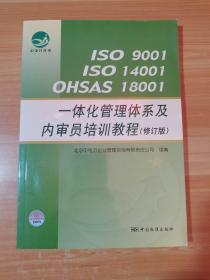 ISO 9001
ISO 14001
OHSAS 18001
一体化管理体系及
内审员培训教程(修订版)
中国标准出版社